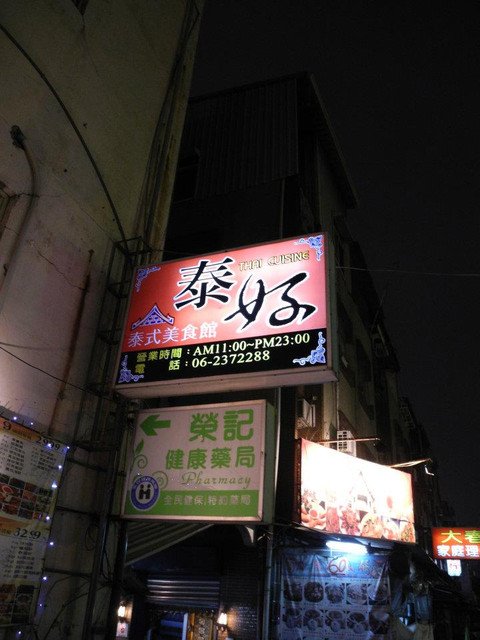 泰好
THAI CUISINE
泰式美食館
營業時間：AM11:00~PM23:00
電話：06-2372288
榮記
健康藥局
Pharmacy
全民健保特約藥局
H
家庭理
60